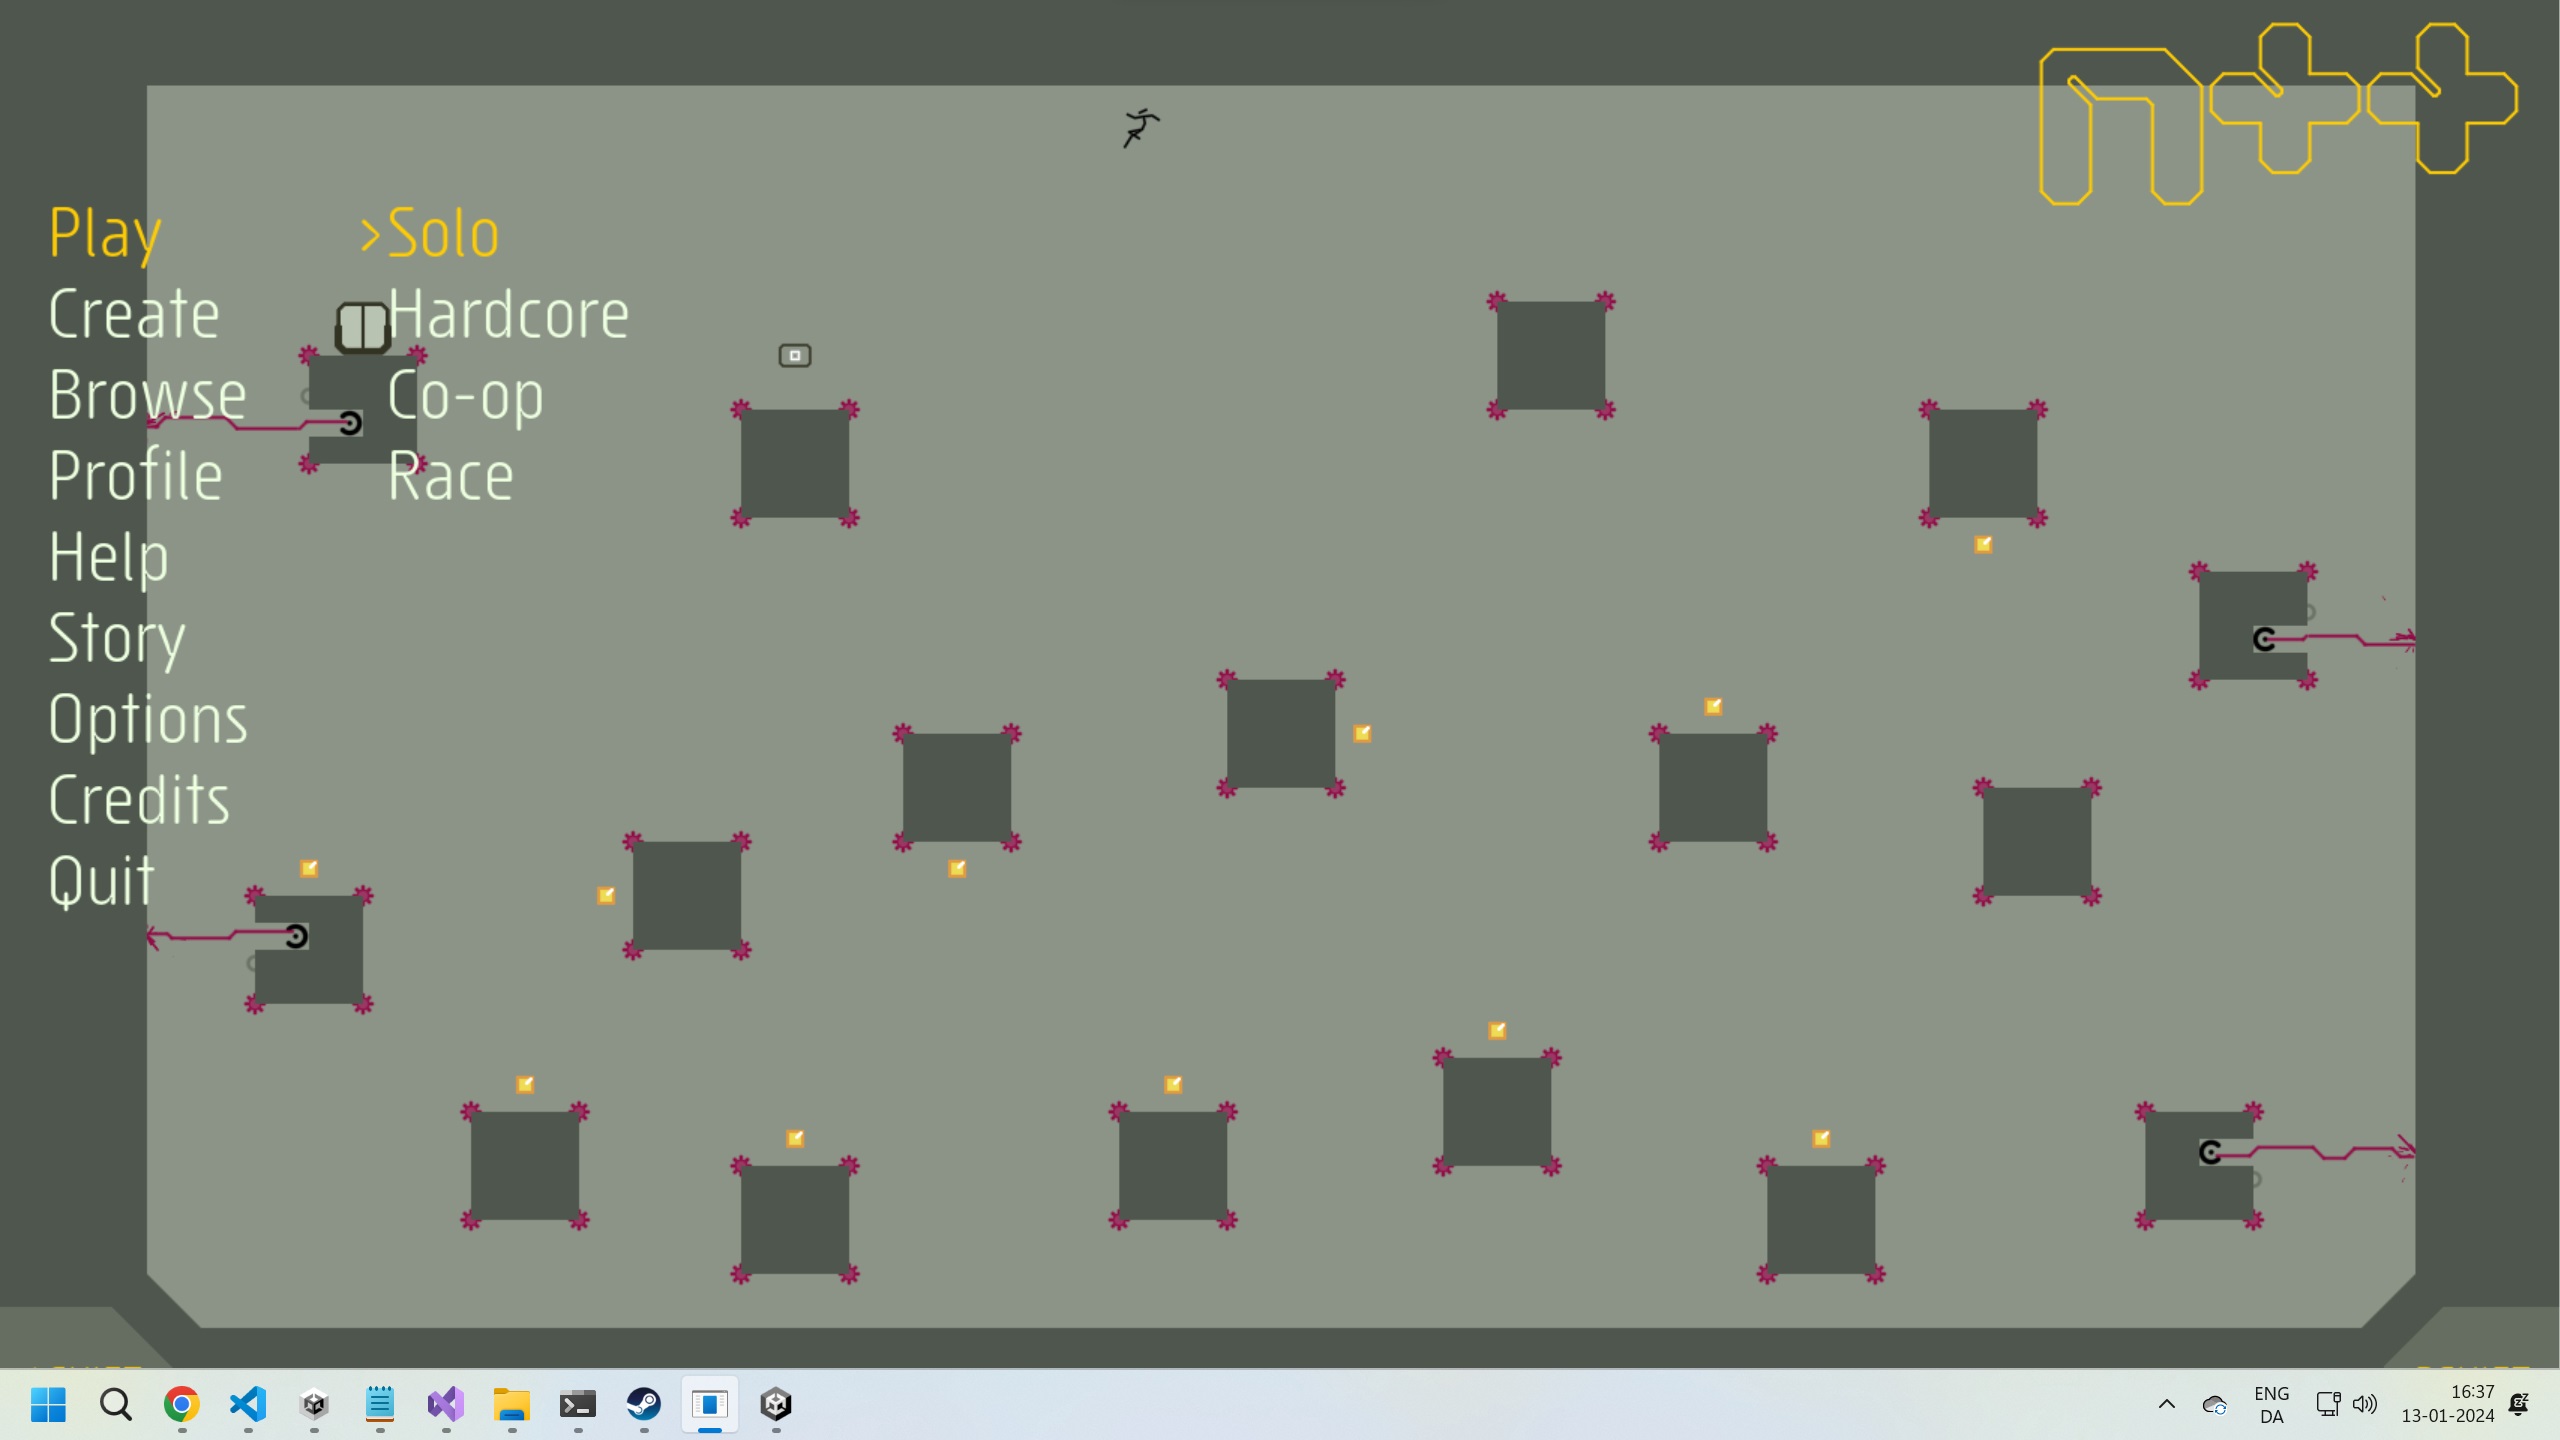 n++
Play
Create
Browse
Profile
Help
Story
Options
Credits
Quit
>Solo
Hardcore
Co-op
Race
ENG
DA
16:37
13-01-2024